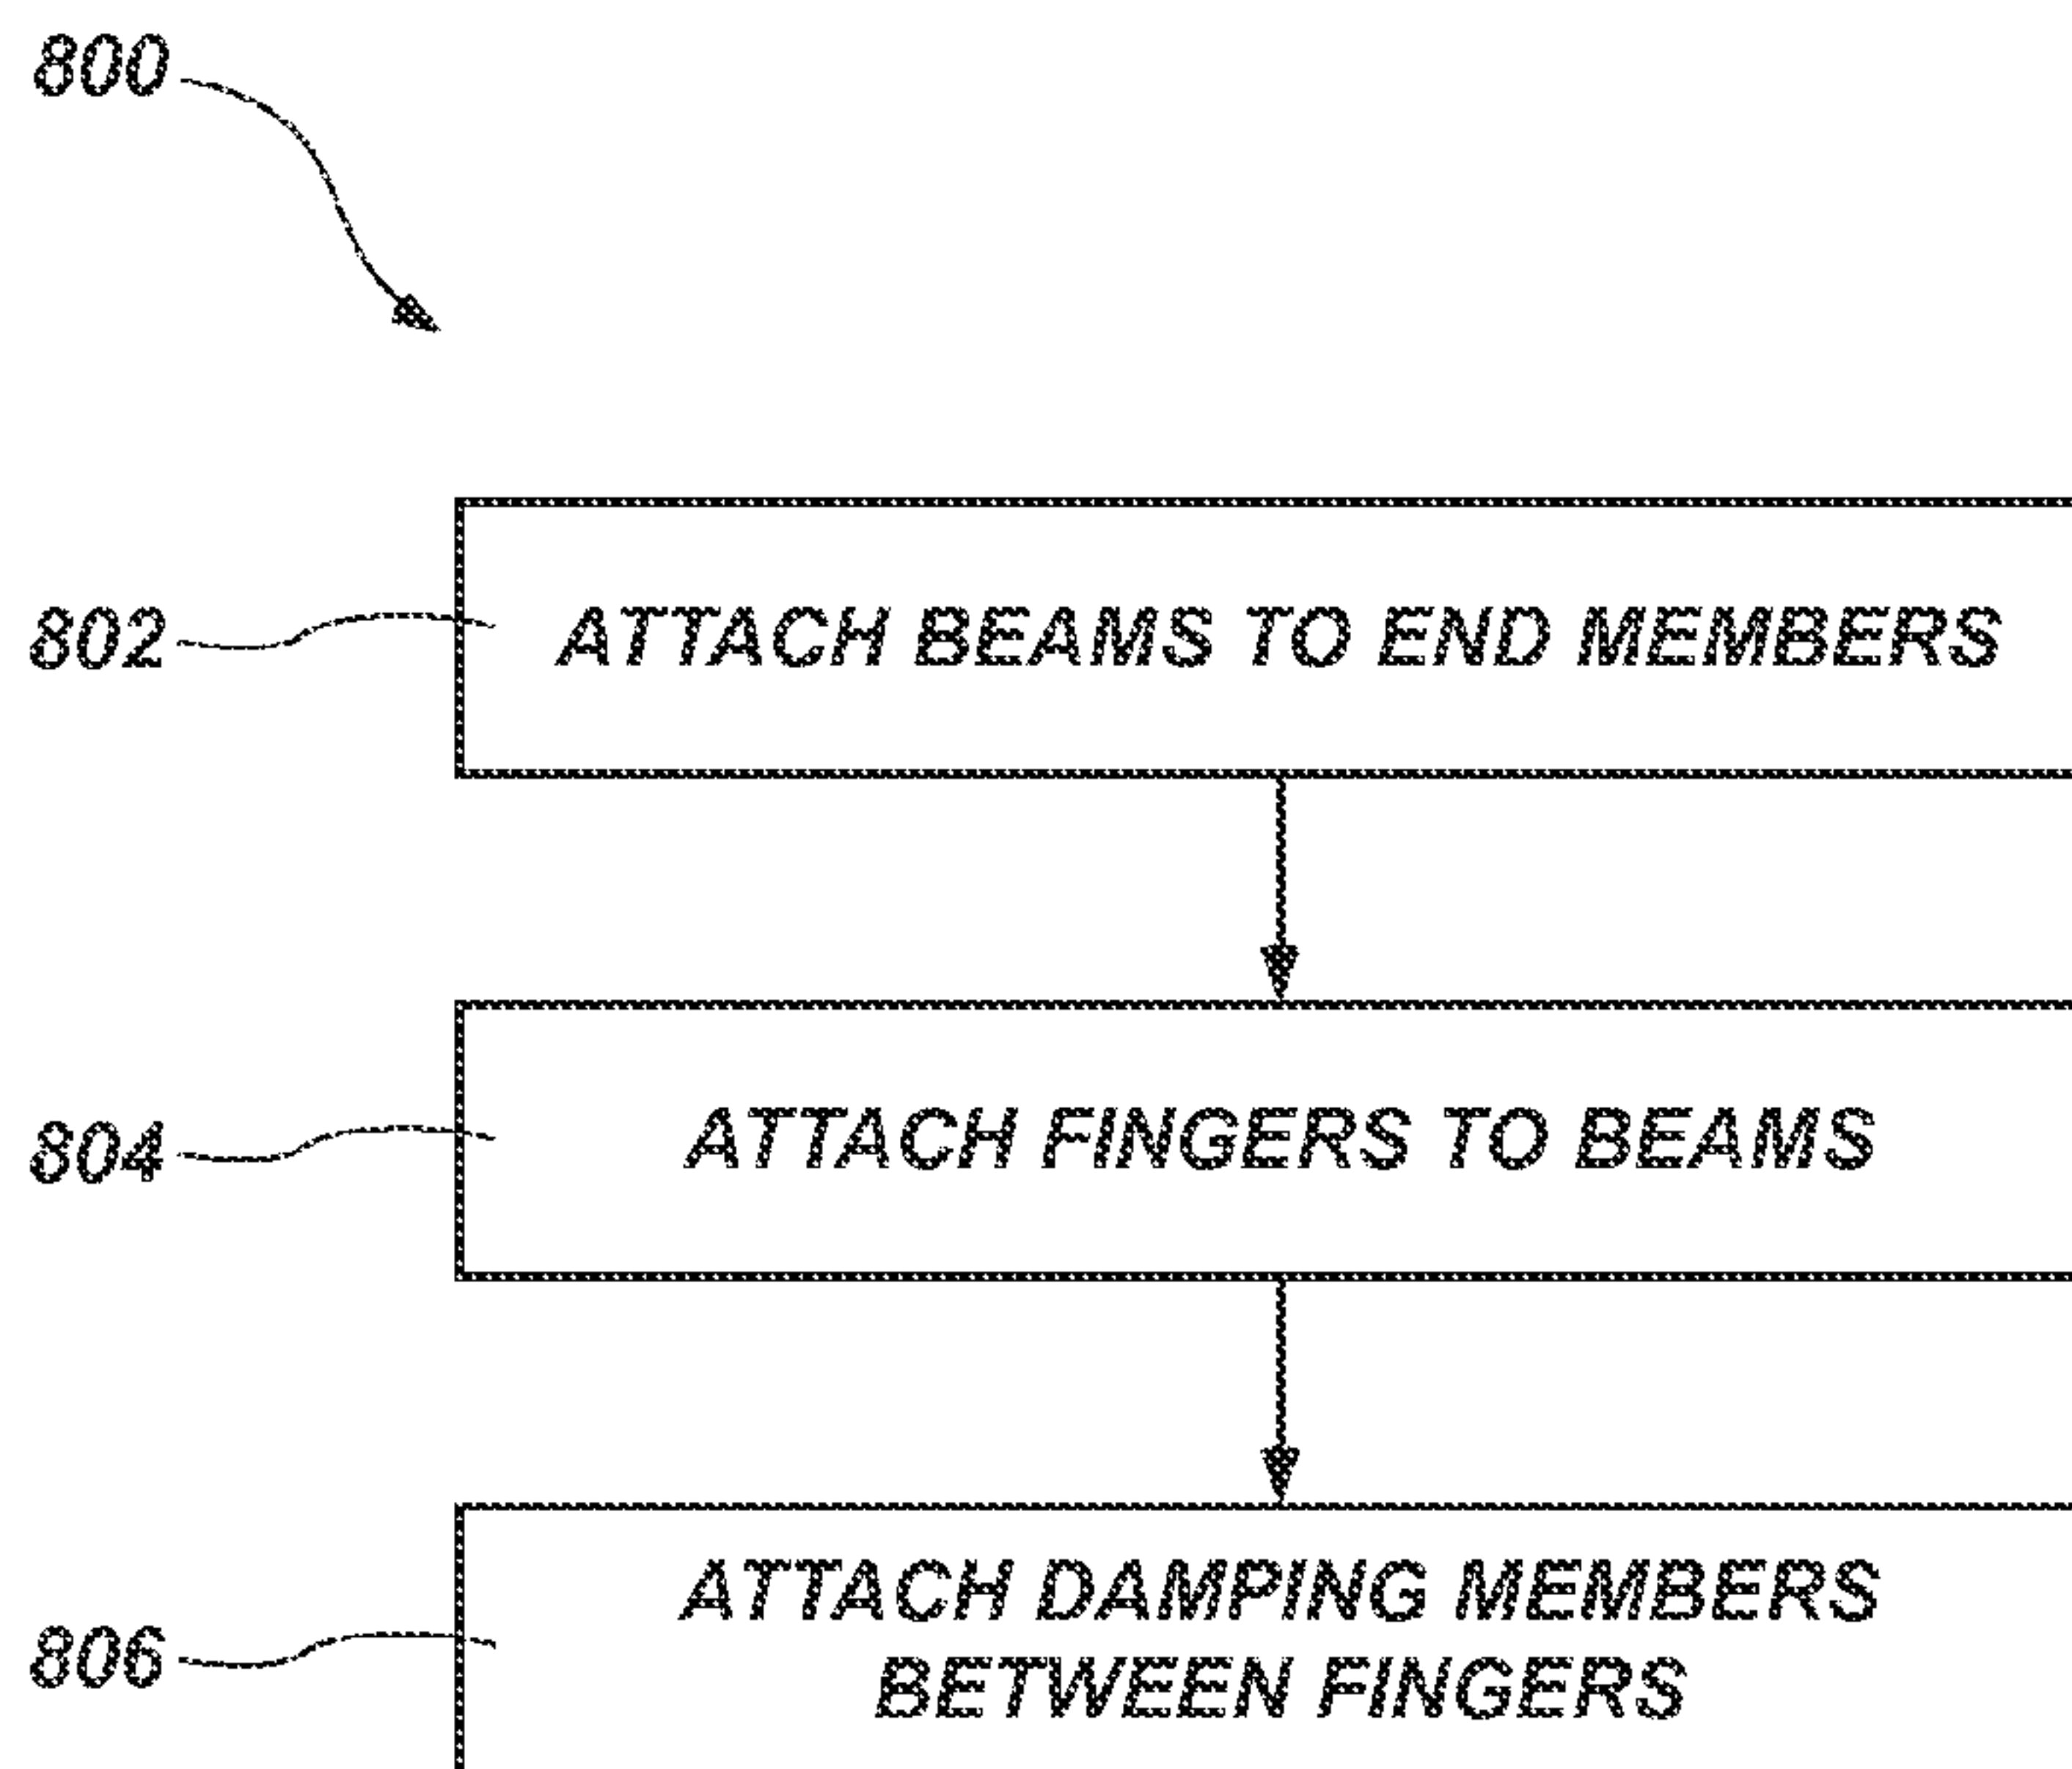 800
802
ATTACH BEAMS TO END MEMBERS
804
ATTACH FINGERS TO BEAMS
806
ATTACH DAMPING MEMBERS
BETWEEN FINGERS